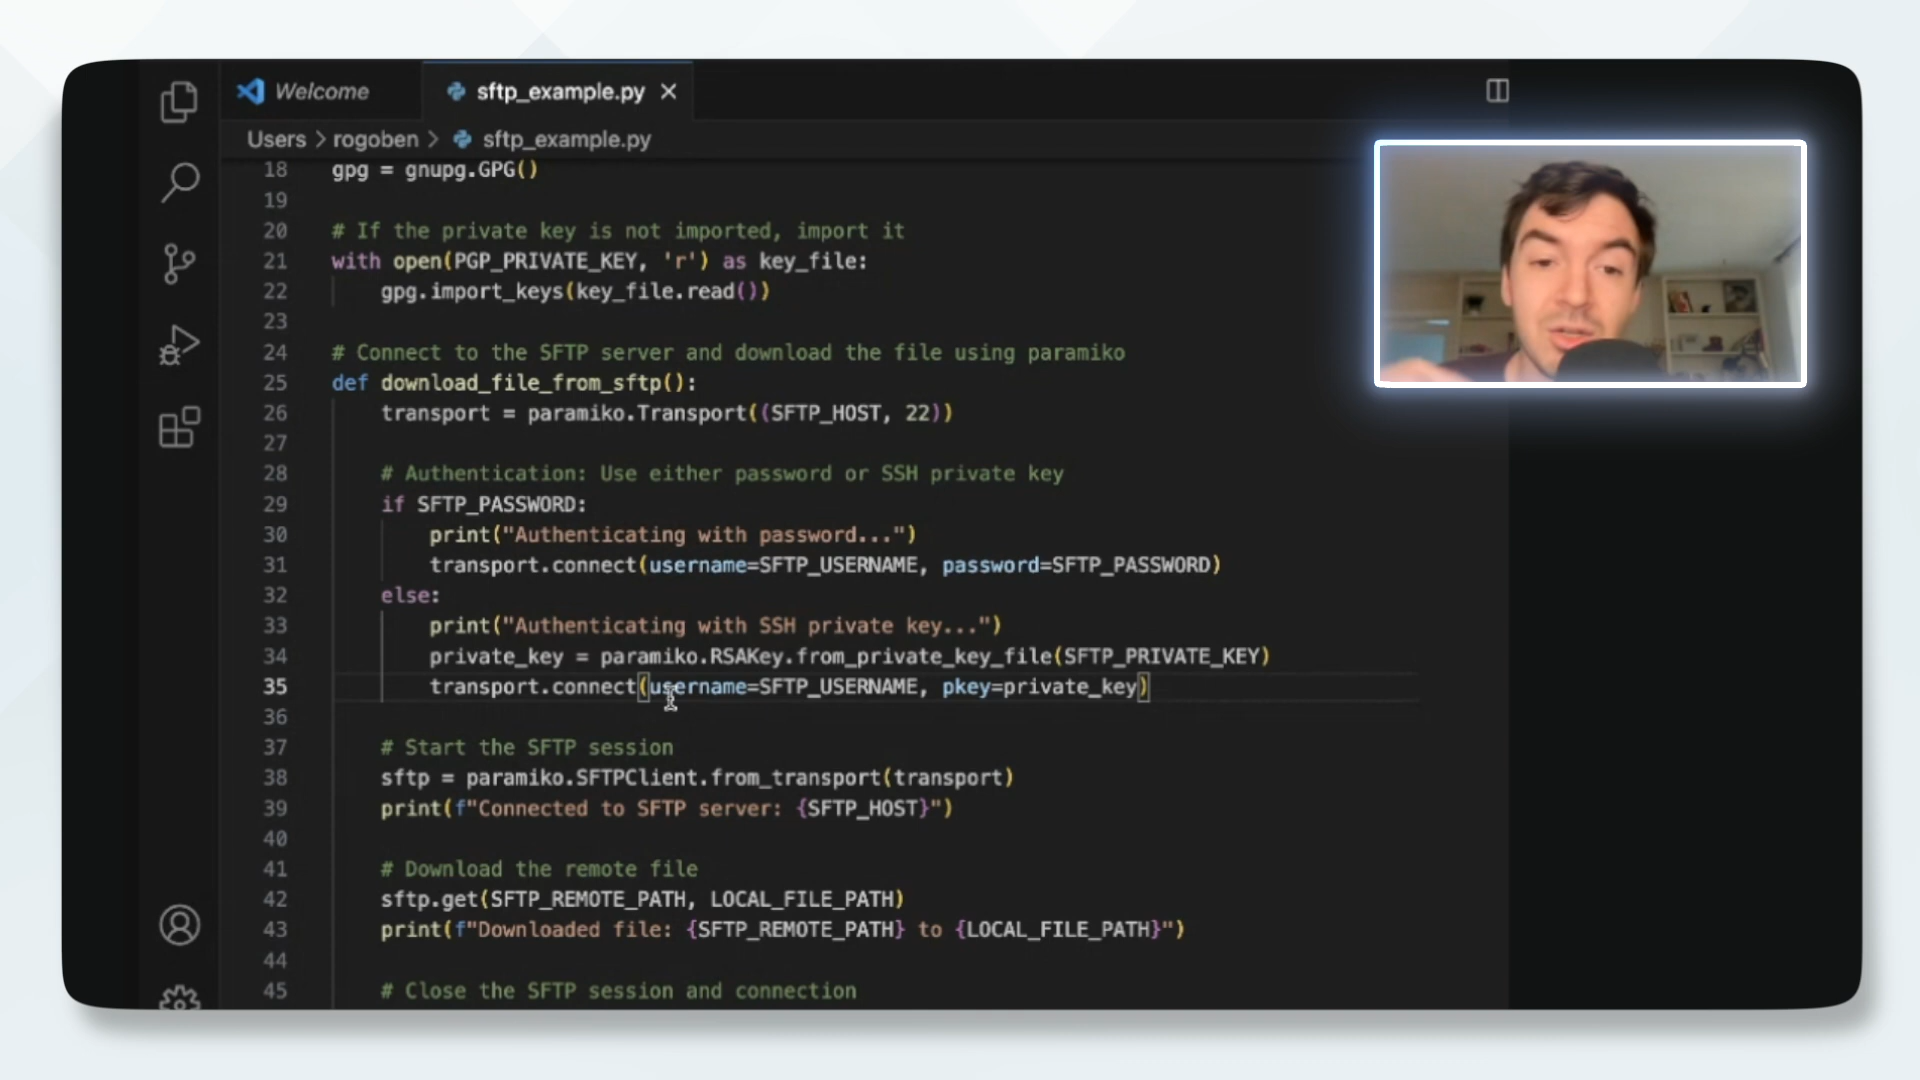 Welcome
sftp_example.py
Users > rogoben > sftp_example.py
18 gpg = gnupg.GPG()
19
20 # If the private key is not imported, import it
21 with open(PGP_PRIVATE_KEY, 'r') as key_file:
22 gpg.import_keys(key_file.read())
23
24 # Connect to the SFTP server and download the file using paramiko
25 def download_file_from_sftp():
26 transport = paramiko.Transport((SFTP_HOST, 22))
27
28 # Authentication: Use either password or SSH private key
29 if SFTP_PASSWORD:
30 print("Authenticating with password...")
31 transport.connect(username=SFTP_USERNAME, password=SFTP_PASSWORD)
32 else:
33 print("Authenticating with SSH private key...")
34 private_key = paramiko.RSAKey.from_private_key_file(SFTP_PRIVATE_KEY)
35 transport.connect(username=SFTP_USERNAME, pkey=private_key)
36
37 # Start the SFTP session
38 sftp = paramiko.SFTPClient.from_transport(transport)
39 print(f"Connected to SFTP server: {SFTP_HOST}")
40
41 # Download the remote file
42 sftp.get(SFTP_REMOTE_PATH, LOCAL_FILE_PATH)
43 print(f"Downloaded file: {SFTP_REMOTE_PATH} to {LOCAL_FILE_PATH}")
44
45 # Close the SFTP session and connection